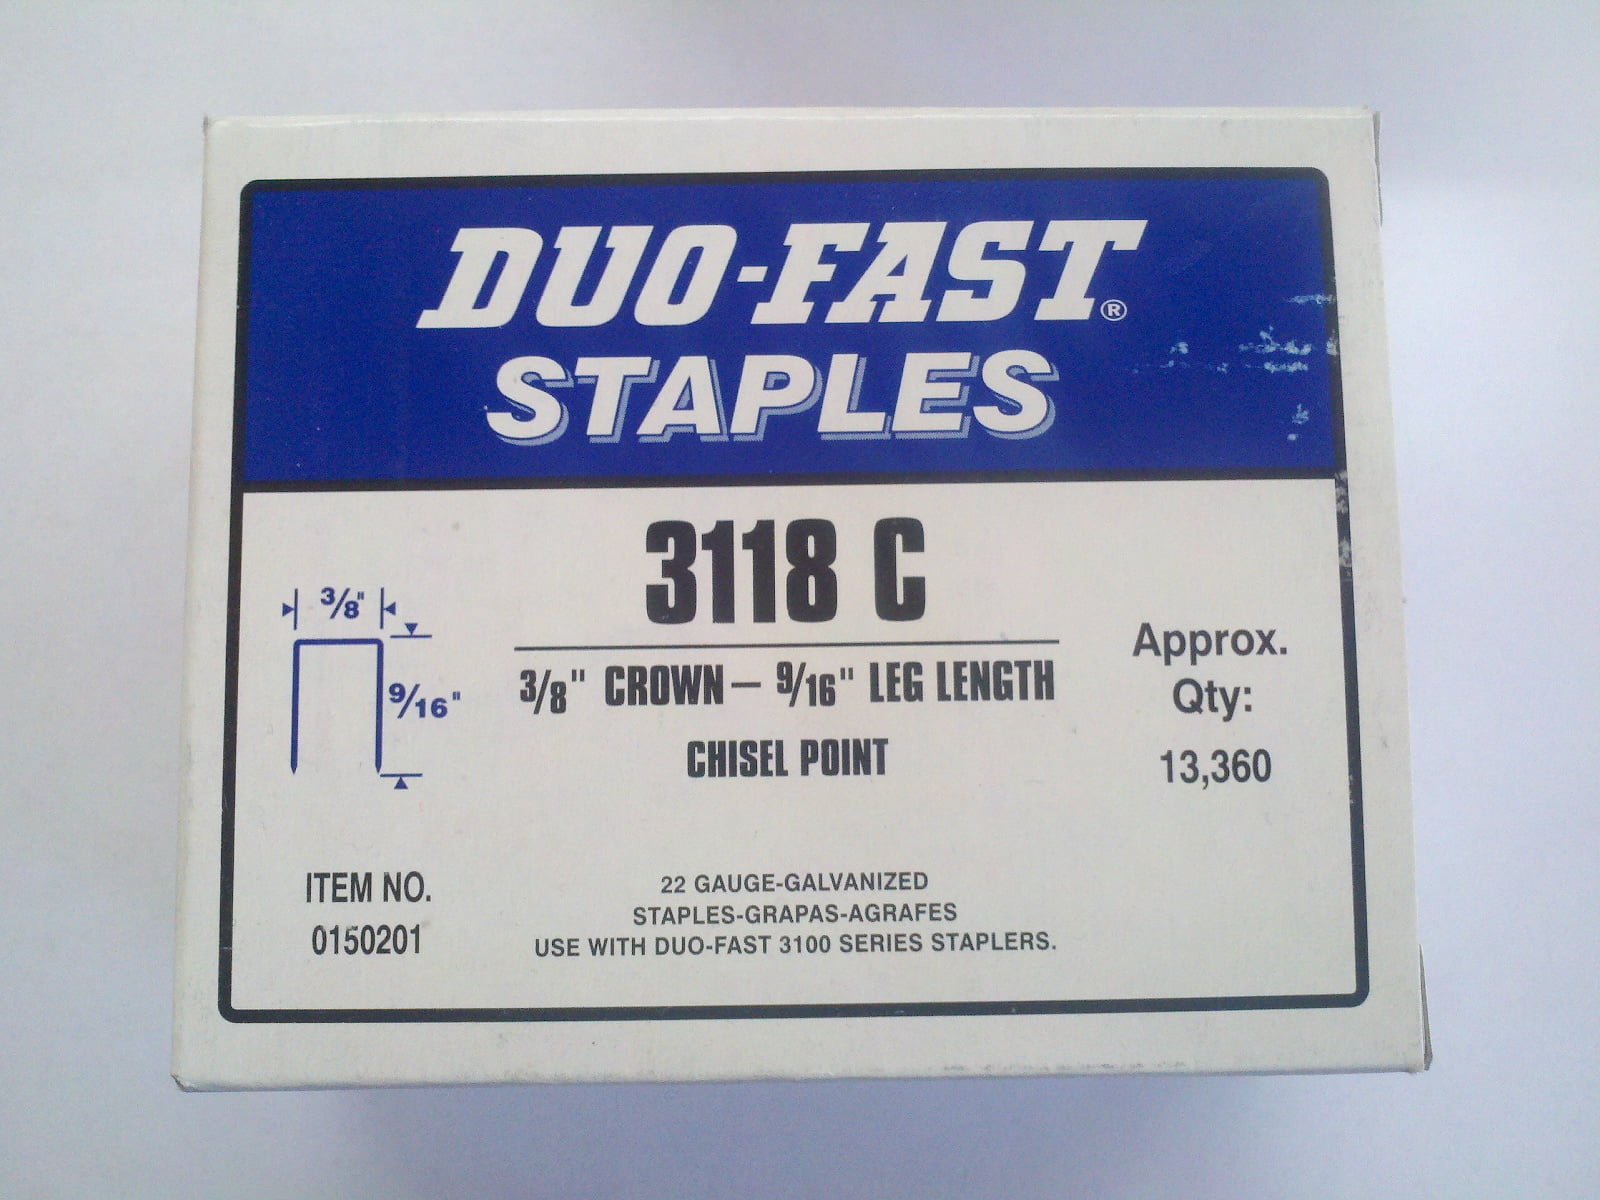 DUO-FAST®
STAPLES
3118 C
3/8" CROWN — 9/16" LEG LENGTH
CHISEL POINT
3/8"
9/16"
Approx.
Qty:
13,360
ITEM NO.
0150201
22 GAUGE-GALVANIZED
STAPLES-GRAPAS-AGRAFES
USE WITH DUO-FAST 3100 SERIES STAPLERS.